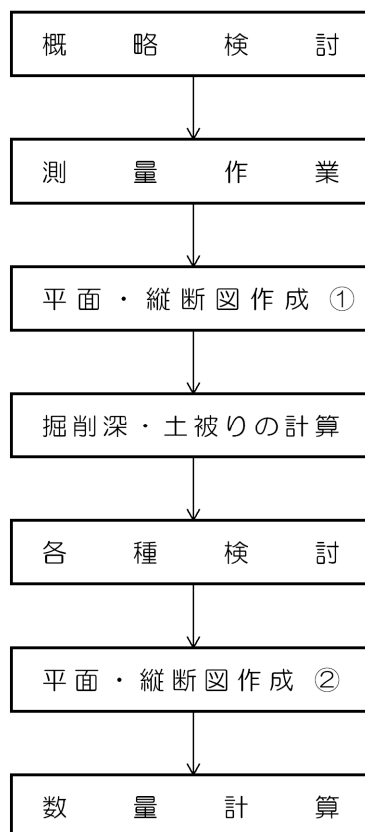 概略検討
測量作業
平面・縦断図作成 ①
掘削深・土被りの計算
各種検討
平面・縦断図作成 ②
数量計算